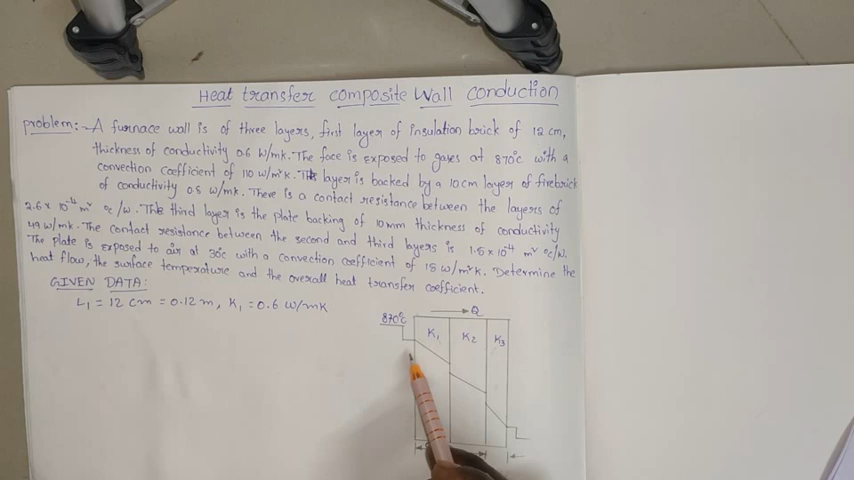 Heat transfer composite Wall conduction
problem:- A furnace wall is of three layers, first layer of insulation brick of 12 cm,
thickness of conductivity 0.6 W/mk. The face is exposed to gases at 870°C with a
convection coefficient of 110 W/m²K. The layer is backed by a 10cm layer of firebrick
of conductivity 0.8 W/mk. There is a contact resistance between the layers of
2.6 x 10⁻⁴ m² °C/W. The third layer is the plate backing of 10mm thickness of conductivity
49 W/mk. The contact resistance between the second and third layers is 1.5x10⁻⁴ m² °C/W.
The plate is exposed to air at 30°C with a convection coefficient of 15 W/m²K. Determine the
heat flow, the surface temperature and the overall heat transfer coefficient.
GIVEN DATA:
L₁ = 12 cm = 0.12 m, K₁ = 0.6 W/mK
Q
870°C
K₁ K₂ K₃